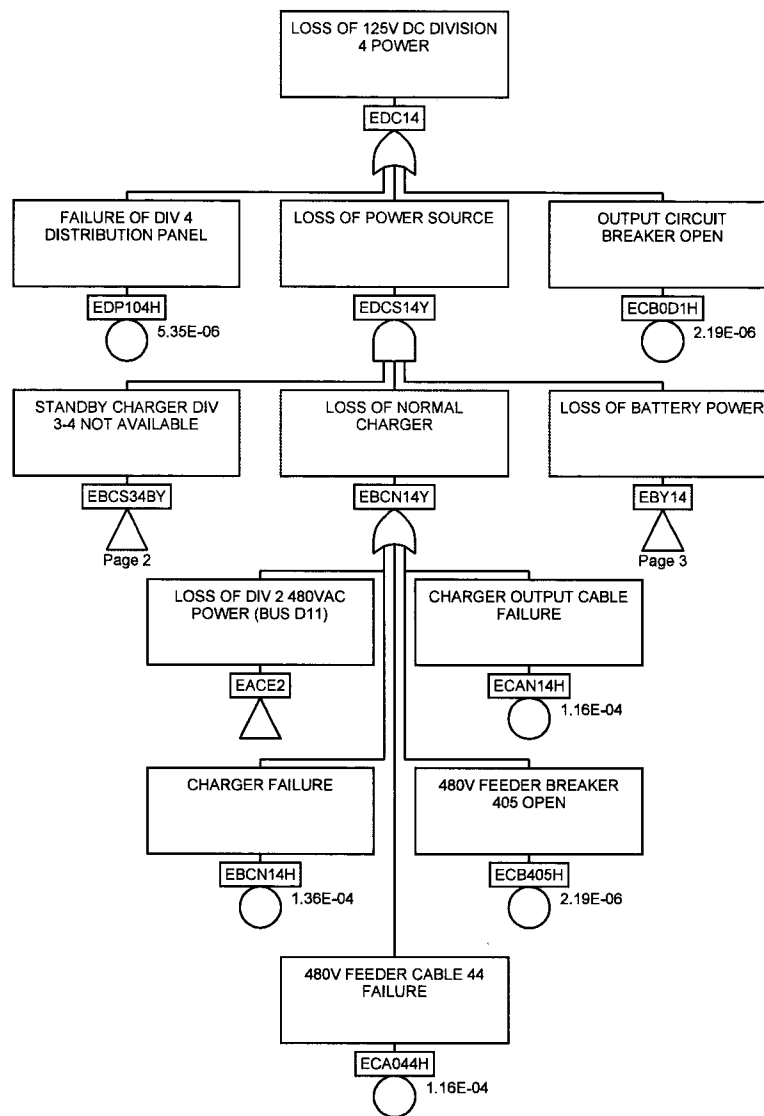 LOSS OF 125V DC DIVISION
4 POWER
EDC14
FAILURE OF DIV 4
DISTRIBUTION PANEL
EDP104H
5.35E-06
LOSS OF POWER SOURCE
EDCS14Y
OUTPUT CIRCUIT
BREAKER OPEN
ECB0D1H
2.19E-06
STANDBY CHARGER DIV
3-4 NOT AVAILABLE
EBCS34BY
Page 2
LOSS OF NORMAL
CHARGER
EBCN14Y
LOSS OF BATTERY POWER
EBY14
Page 3
LOSS OF DIV 2 480VAC
POWER (BUS D11)
EACE2
CHARGER OUTPUT CABLE
FAILURE
ECAN14H
1.16E-04
CHARGER FAILURE
EBCN14H
1.36E-04
480V FEEDER BREAKER
405 OPEN
ECB405H
2.19E-06
480V FEEDER CABLE 44
FAILURE
ECA044H
1.16E-04